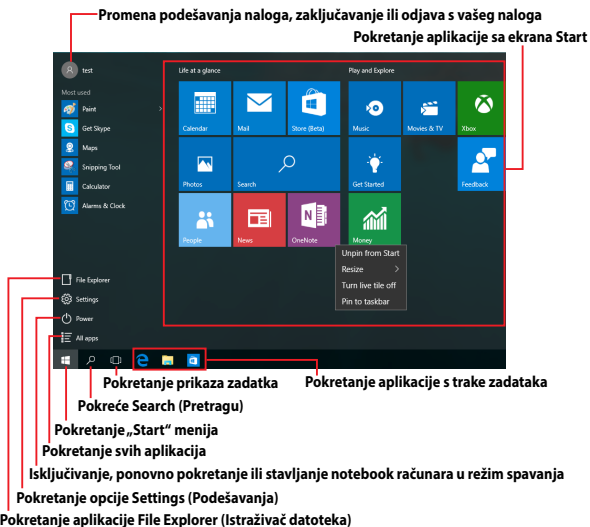 Promena podešavanja naloga, zaključavanje ili odjava s vašeg naloga
Pokretanje aplikacije sa ekrana Start
test
Life at a glance
Play and Explore
Most used
Paint
Get Skype
Maps
Snipping Tool
Calculator
Alarms & Clock
Calendar
Mail
Store (Beta)
Music
Movies & TV
Xbox
Photos
Search
Get Started
Feedback
People
News
OneNote
Money
Unpin from Start
Resize
Turn live tile off
Pin to taskbar
File Explorer
Settings
Power
All apps
Pokretanje prikaza zadatka
Pokretanje aplikacije s trake zadataka
Pokreće Search (Pretragu)
Pokretanje „Start“ menija
Pokretanje svih aplikacija
Isključivanje, ponovno pokretanje ili stavljanje notebook računara u režim spavanja
Pokretanje opcije Settings (Podešavanja)
Pokretanje aplikacije File Explorer (Istraživač datoteka)